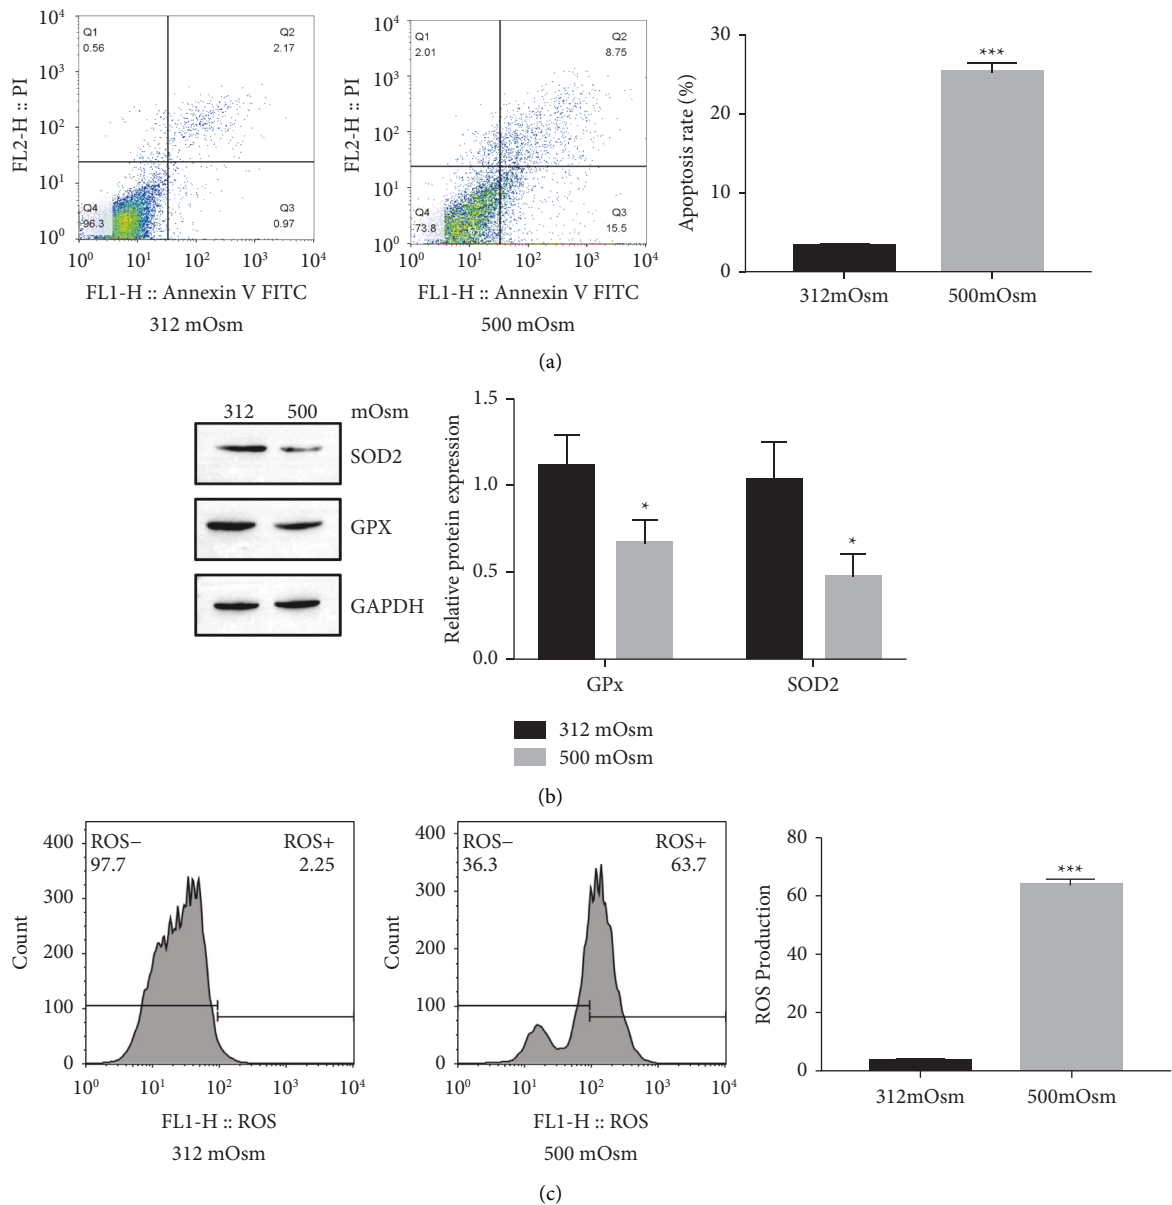 10⁴
10³
10²
10¹
10⁰
FL2-H :: PI
Q1
0.56
Q2
2.17
Q4
96.3
Q3
0.97
10⁰ 10¹ 10² 10³ 10⁴
FL1-H :: Annexin V FITC
312 mOsm
10⁴
10³
10²
10¹
10⁰
FL2-H :: PI
Q1
2.01
Q2
8.75
Q4
73.8
Q3
15.5
10⁰ 10¹ 10² 10³ 10⁴
FL1-H :: Annexin V FITC
500 mOsm
30
20
10
0
Apoptosis rate (%)
***
312mOsm 500mOsm
(a)
312 500 mOsm
SOD2
GPX
GAPDH
1.5
1.0
0.5
0.0
Relative protein expression
*
*
GPx SOD2
312 mOsm
500 mOsm
(b)
400
300
200
100
0
Count
ROS− ROS+
97.7 2.25
10⁰ 10¹ 10² 10³ 10⁴
FL1-H :: ROS
312 mOsm
400
300
200
100
0
Count
ROS− ROS+
36.3 63.7
10⁰ 10¹ 10² 10³ 10⁴
FL1-H :: ROS
500 mOsm
80
60
40
20
0
ROS Production
***
312mOsm 500mOsm
(c)